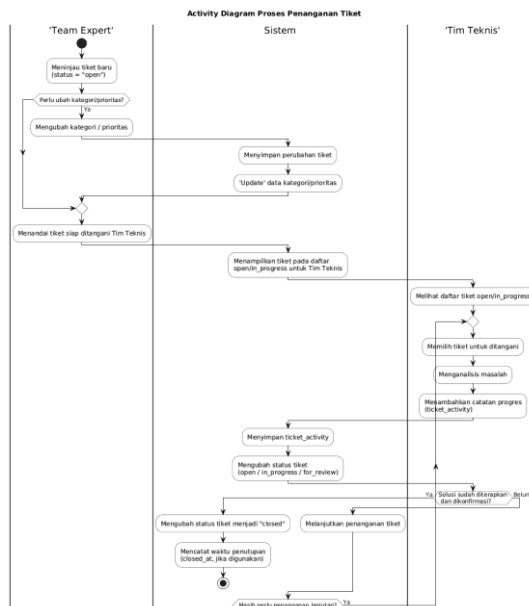 Activity Diagram Proses Penanganan Tiket
'Team Expert'
Sistem
'Tim Teknis'
Meninjau tiket baru
(status = "open")
Perlu ubah kategori/prioritas?
Ya
Mengubah kategori / prioritas
Menyimpan perubahan tiket
'Update' data kategori/prioritas
Menandai tiket siap ditangani Tim Teknis
Menampilkan tiket pada daftar
open/in_progress untuk Tim Teknis
Melihat daftar tiket open/in_progress
Memilih tiket untuk ditangani
Menganalisis masalah
Menambahkan catatan progres
(ticket_activity)
Menyimpan ticket_activity
Mengubah status tiket
(open / in_progress / for_review)
Ya
Solusi sudah diterapkan
dan dikonfirmasi?
Mengubah status tiket menjadi "closed"
Melanjutkan penanganan tiket
Mencatat waktu penutupan
(closed_at, jika digunakan)
Masih perlu penanganan lanjutan?
Ya